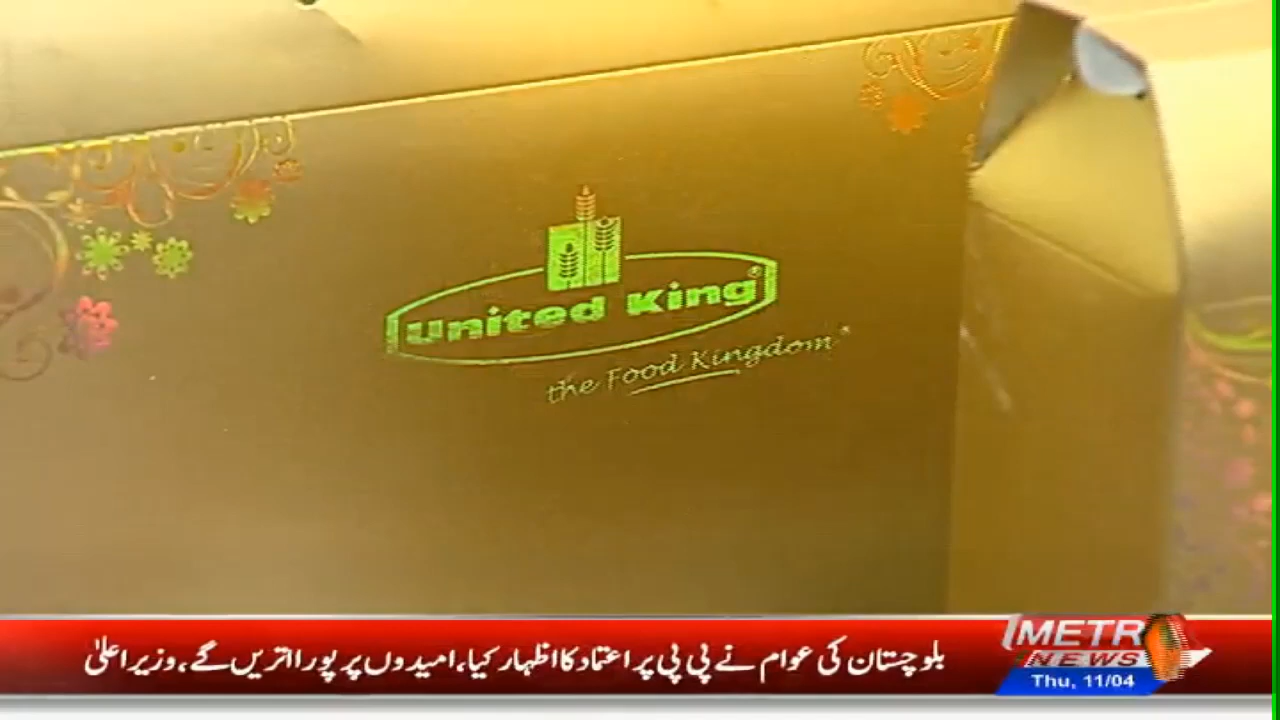 United King®
the Food Kingdom
بلوچستان کی عوام نے پی پی پر اعتماد کا اظہار کیا، امیدوں پر پورا اتریں گے، وزیراعلیٰ
METRO
NEWS
Thu, 11/04